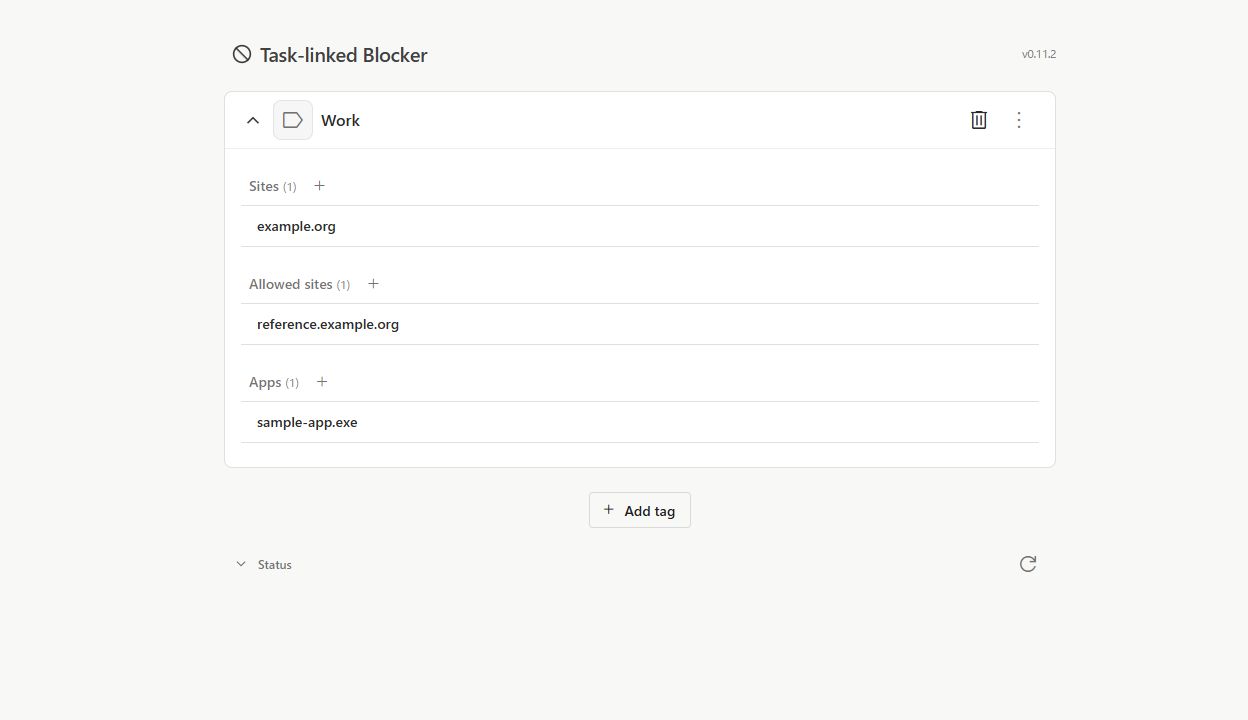 Task-linked Blocker
v0.11.2
Work
Sites (1)
example.org
Allowed sites (1)
reference.example.org
Apps (1)
sample-app.exe
Add tag
Status